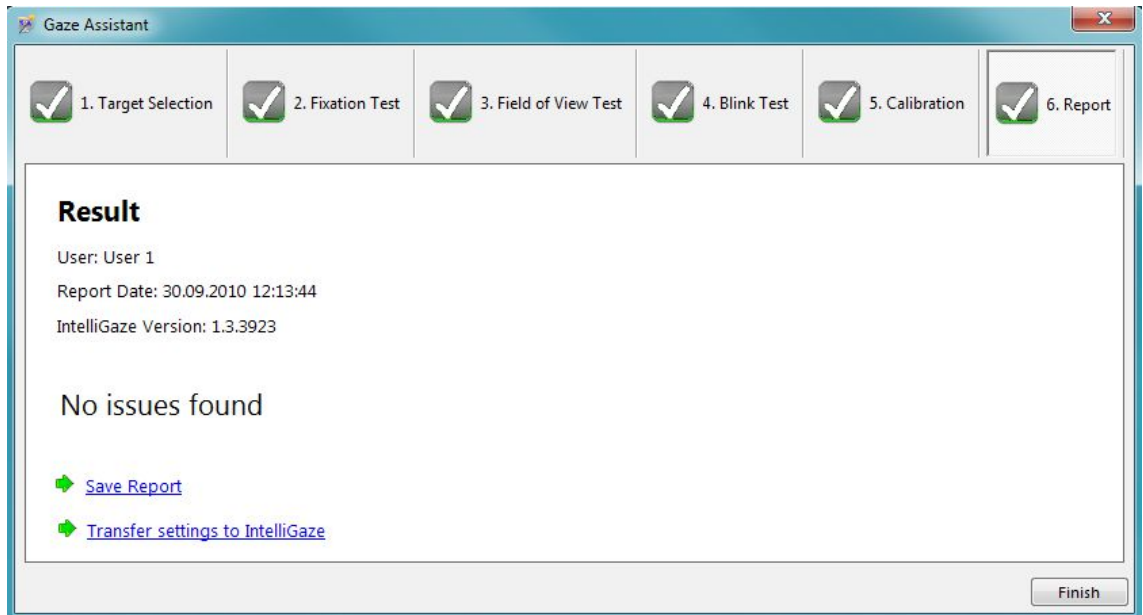 Gaze Assistant
1. Target Selection
2. Fixation Test
3. Field of View Test
4. Blink Test
5. Calibration
6. Report
Result
User: User 1
Report Date: 30.09.2010 12:13:44
IntelliGaze Version: 1.3.3923
No issues found
Save Report
Transfer settings to IntelliGaze
Finish